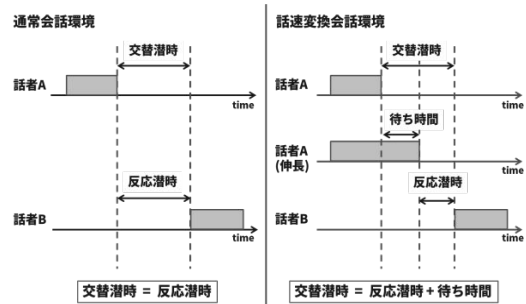 通常会話環境
交替潜時
話者A
time
反応潜時
話者B
time
交替潜時 = 反応潜時
話速変換会話環境
交替潜時
話者A
time
待ち時間
話者A
(伸長)
time
反応潜時
話者B
time
交替潜時 = 反応潜時 + 待ち時間